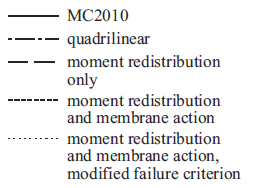 MC2010
quadrilinear
moment redistribution
only
moment redistribution
and membrane action
moment redistribution
and membrane action,
modified failure criterion